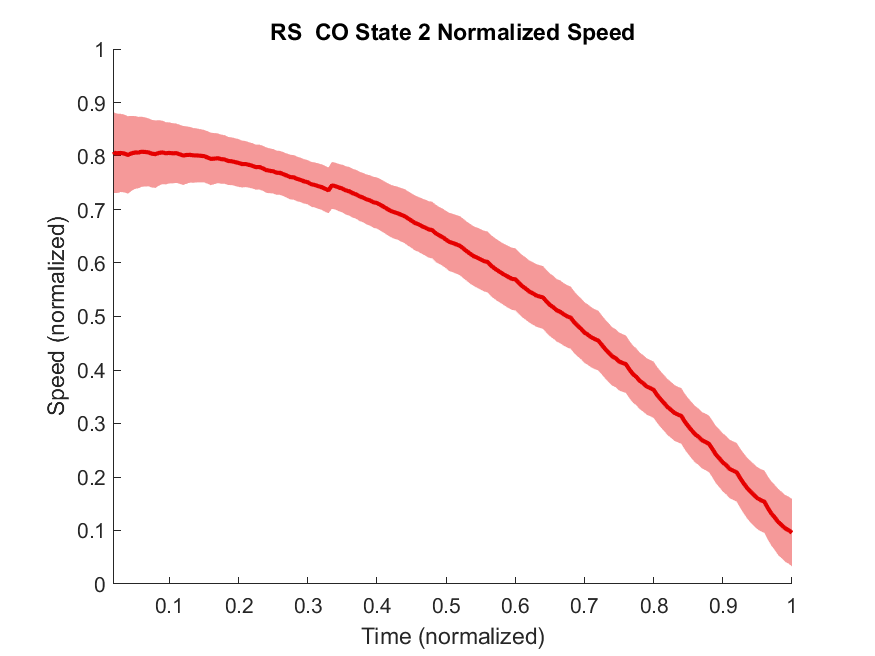 RS  CO State 2 Normalized Speed
1
0.9
0.8
0.7
0.6
0.5
0.4
0.3
0.2
0.1
0
Speed (normalized)
0.1 0.2 0.3 0.4 0.5 0.6 0.7 0.8 0.9 1
Time (normalized)